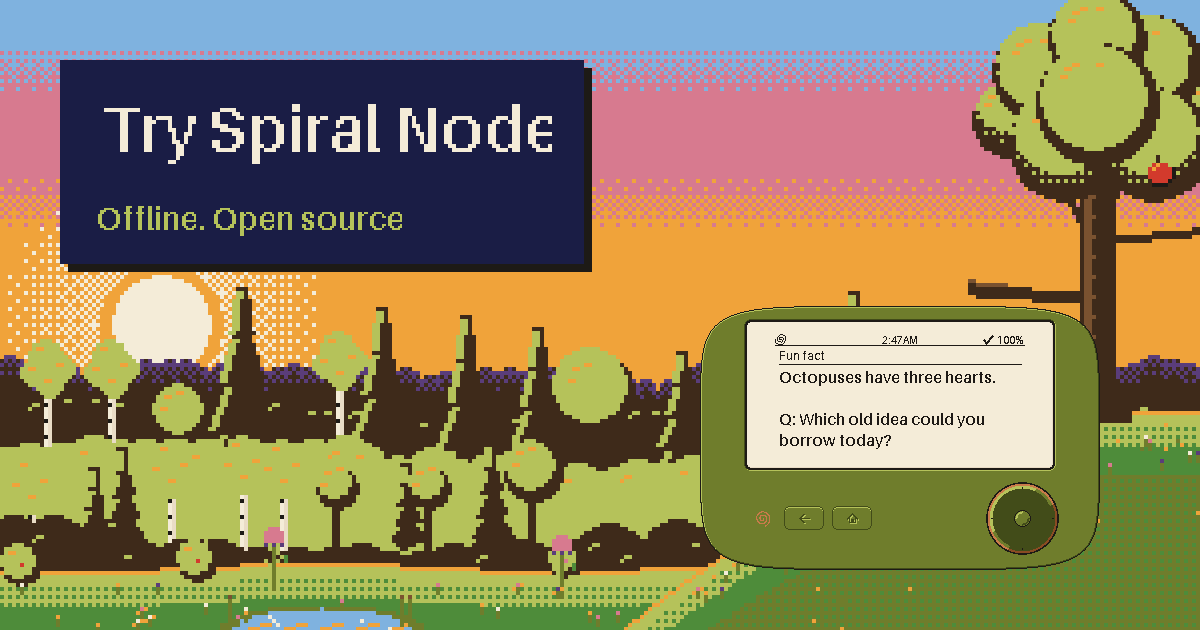 Try Spiral Node
Offline. Open source
2:47AM 100%
Fun fact
Octopuses have three hearts.
Q: Which old idea could you
borrow today?